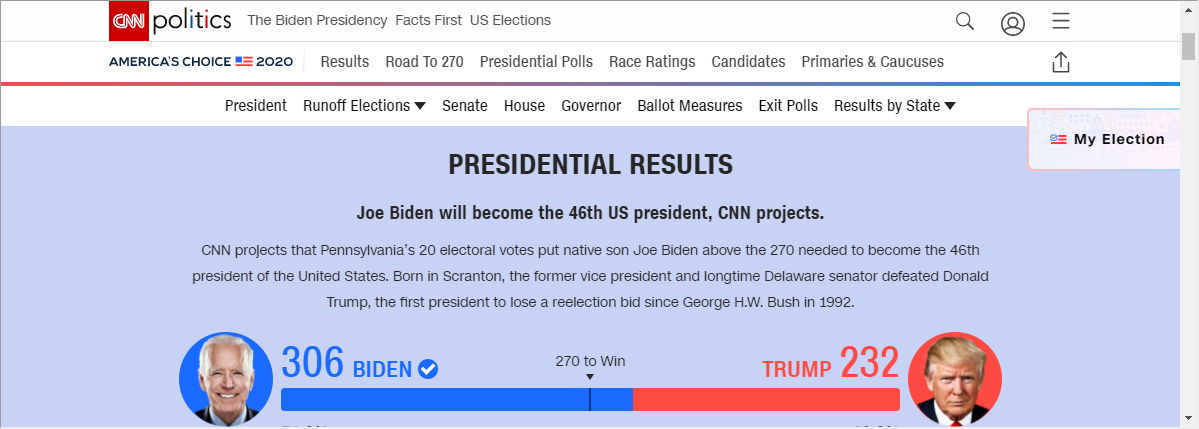 CNN politics The Biden Presidency Facts First US Elections
AMERICA'S CHOICE 2020 Results Road To 270 Presidential Polls Race Ratings Candidates Primaries & Caucuses
President Runoff Elections Senate House Governor Ballot Measures Exit Polls Results by State
My Election
PRESIDENTIAL RESULTS
Joe Biden will become the 46th US president, CNN projects.
CNN projects that Pennsylvania's 20 electoral votes put native son Joe Biden above the 270 needed to become the 46th
president of the United States. Born in Scranton, the former vice president and longtime Delaware senator defeated Donald
Trump, the first president to lose a reelection bid since George H.W. Bush in 1992.
306 BIDEN 270 to Win TRUMP 232